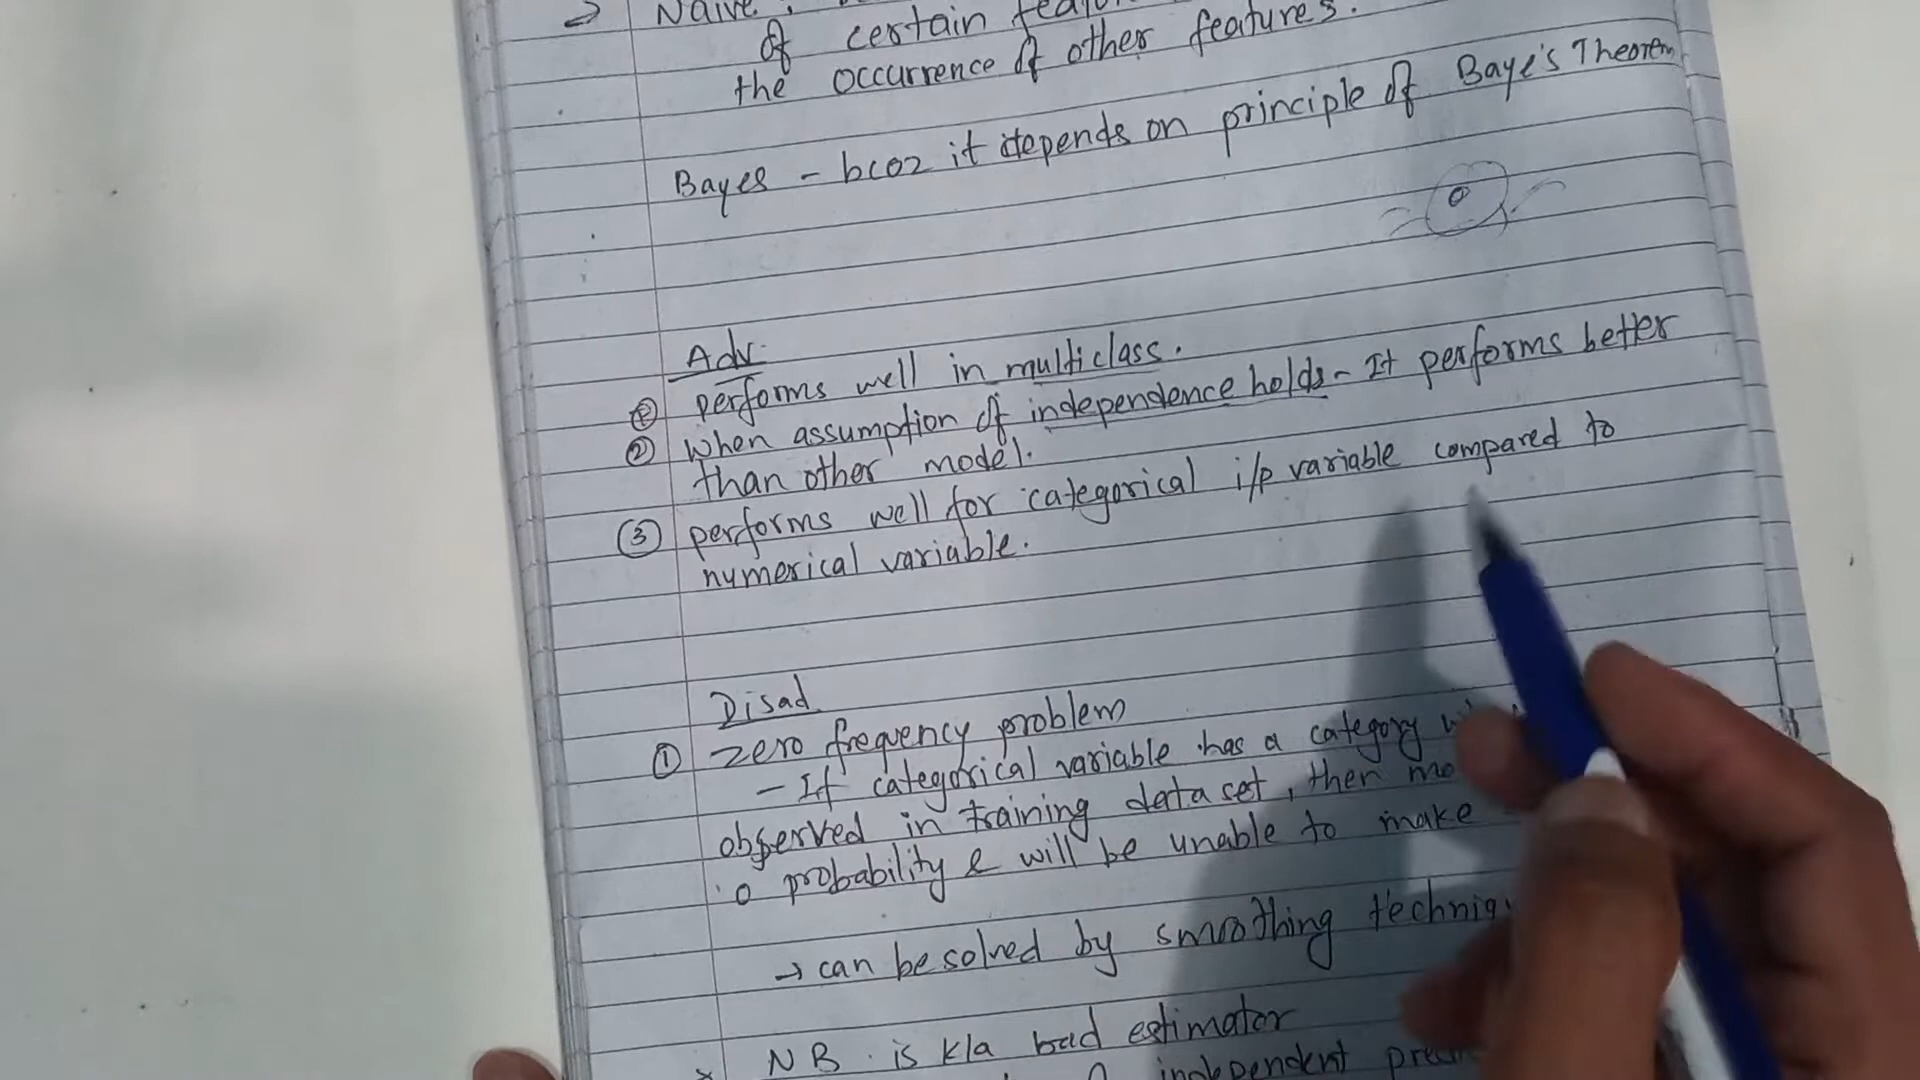 → Naive
of certain
the occurrence of other features.
Bayes - bcoz it depends on principle of Baye's Theorem
Adv.
① performs well in multiclass.
② When assumption of independence holds - It performs better
than other model.
③ performs well for categorical i/p variable compared to
numerical variable.
Disad.
① zero frequency problem
- If categorical variable has a category
observed in training data set, then
0 probability & will be unable to make
→ can be solved by smoothing
NB is k/a bad estimator
independent